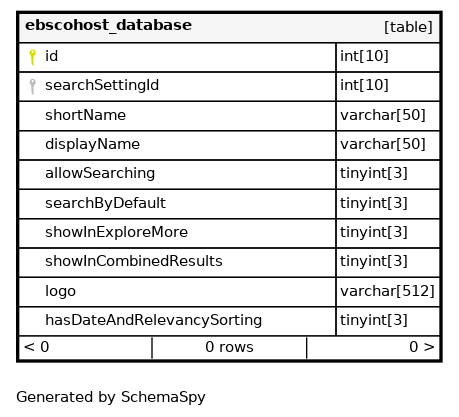 ebscohost_database [table]
id int[10]
searchSettingId int[10]
shortName varchar[50]
displayName varchar[50]
allowSearching tinyint[3]
searchByDefault tinyint[3]
showInExploreMore tinyint[3]
showInCombinedResults tinyint[3]
logo varchar[512]
hasDateAndRelevancySorting tinyint[3]
< 0 0 rows 0 >
Generated by SchemaSpy